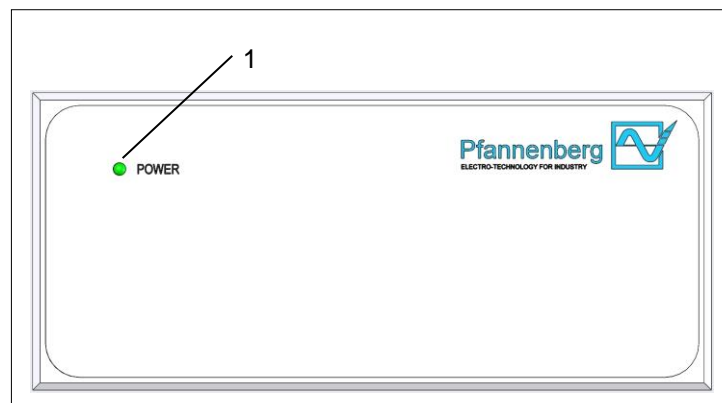 1
POWER
Pfannenberg
ELECTRO-TECHNOLOGY FOR INDUSTRY